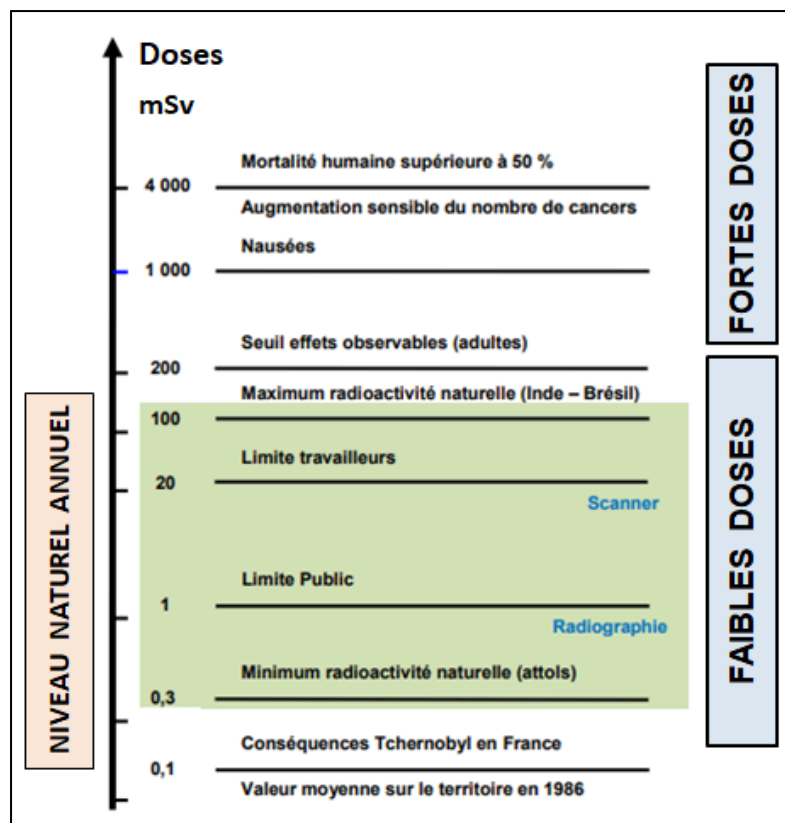 Doses
mSv
Mortalité humaine supérieure à 50 %
4 000
Augmentation sensible du nombre de cancers
Nausées
1 000
Seuil effets observables (adultes)
200
Maximum radioactivité naturelle (Inde – Brésil)
100
Limite travailleurs
20
Scanner
Limite Public
1
Radiographie
Minimum radioactivité naturelle (attols)
0,3
Conséquences Tchernobyl en France
0,1
Valeur moyenne sur le territoire en 1986
NIVEAU NATUREL ANNUEL
FORTES DOSES
FAIBLES DOSES